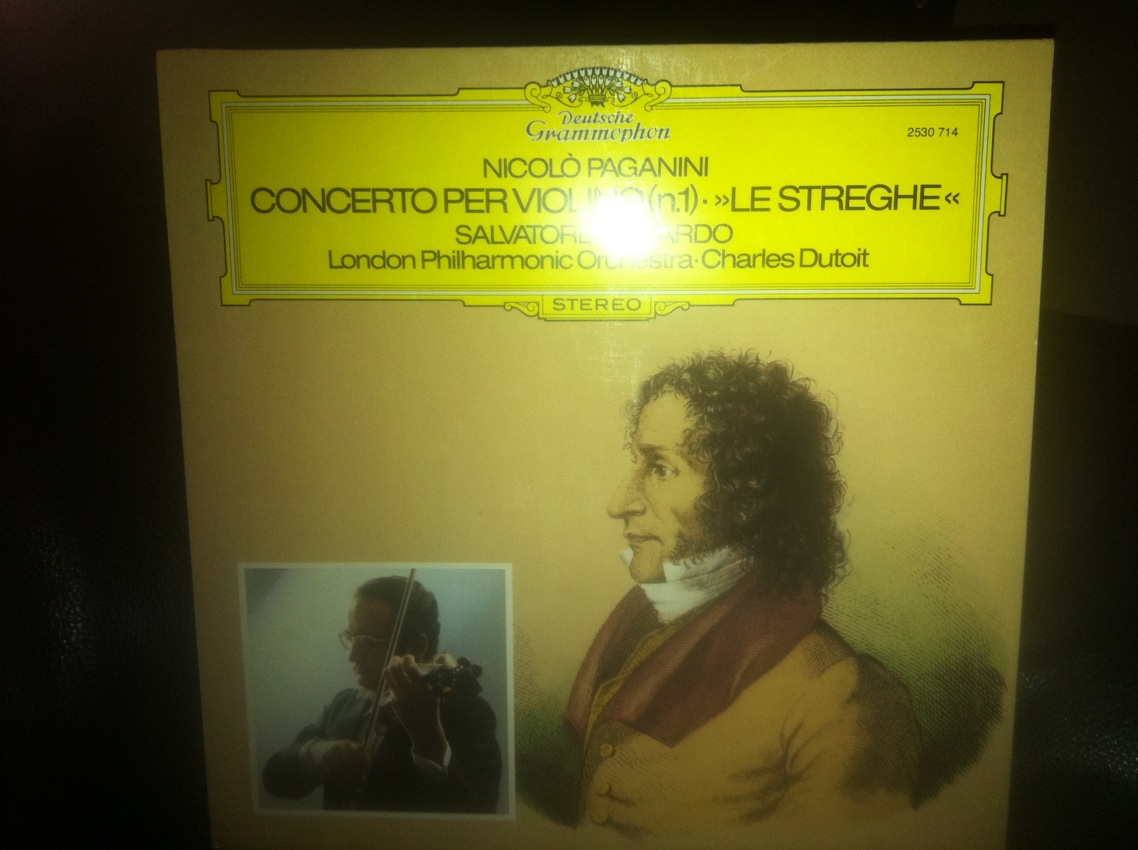 Deutsche
Grammophon
2530 714
NICOLÒ PAGANINI
CONCERTO PER (n.1) · »LE STREGHE«
SALVATORE
London Philharmonic Orchestra · Charles Dutoit
STEREO